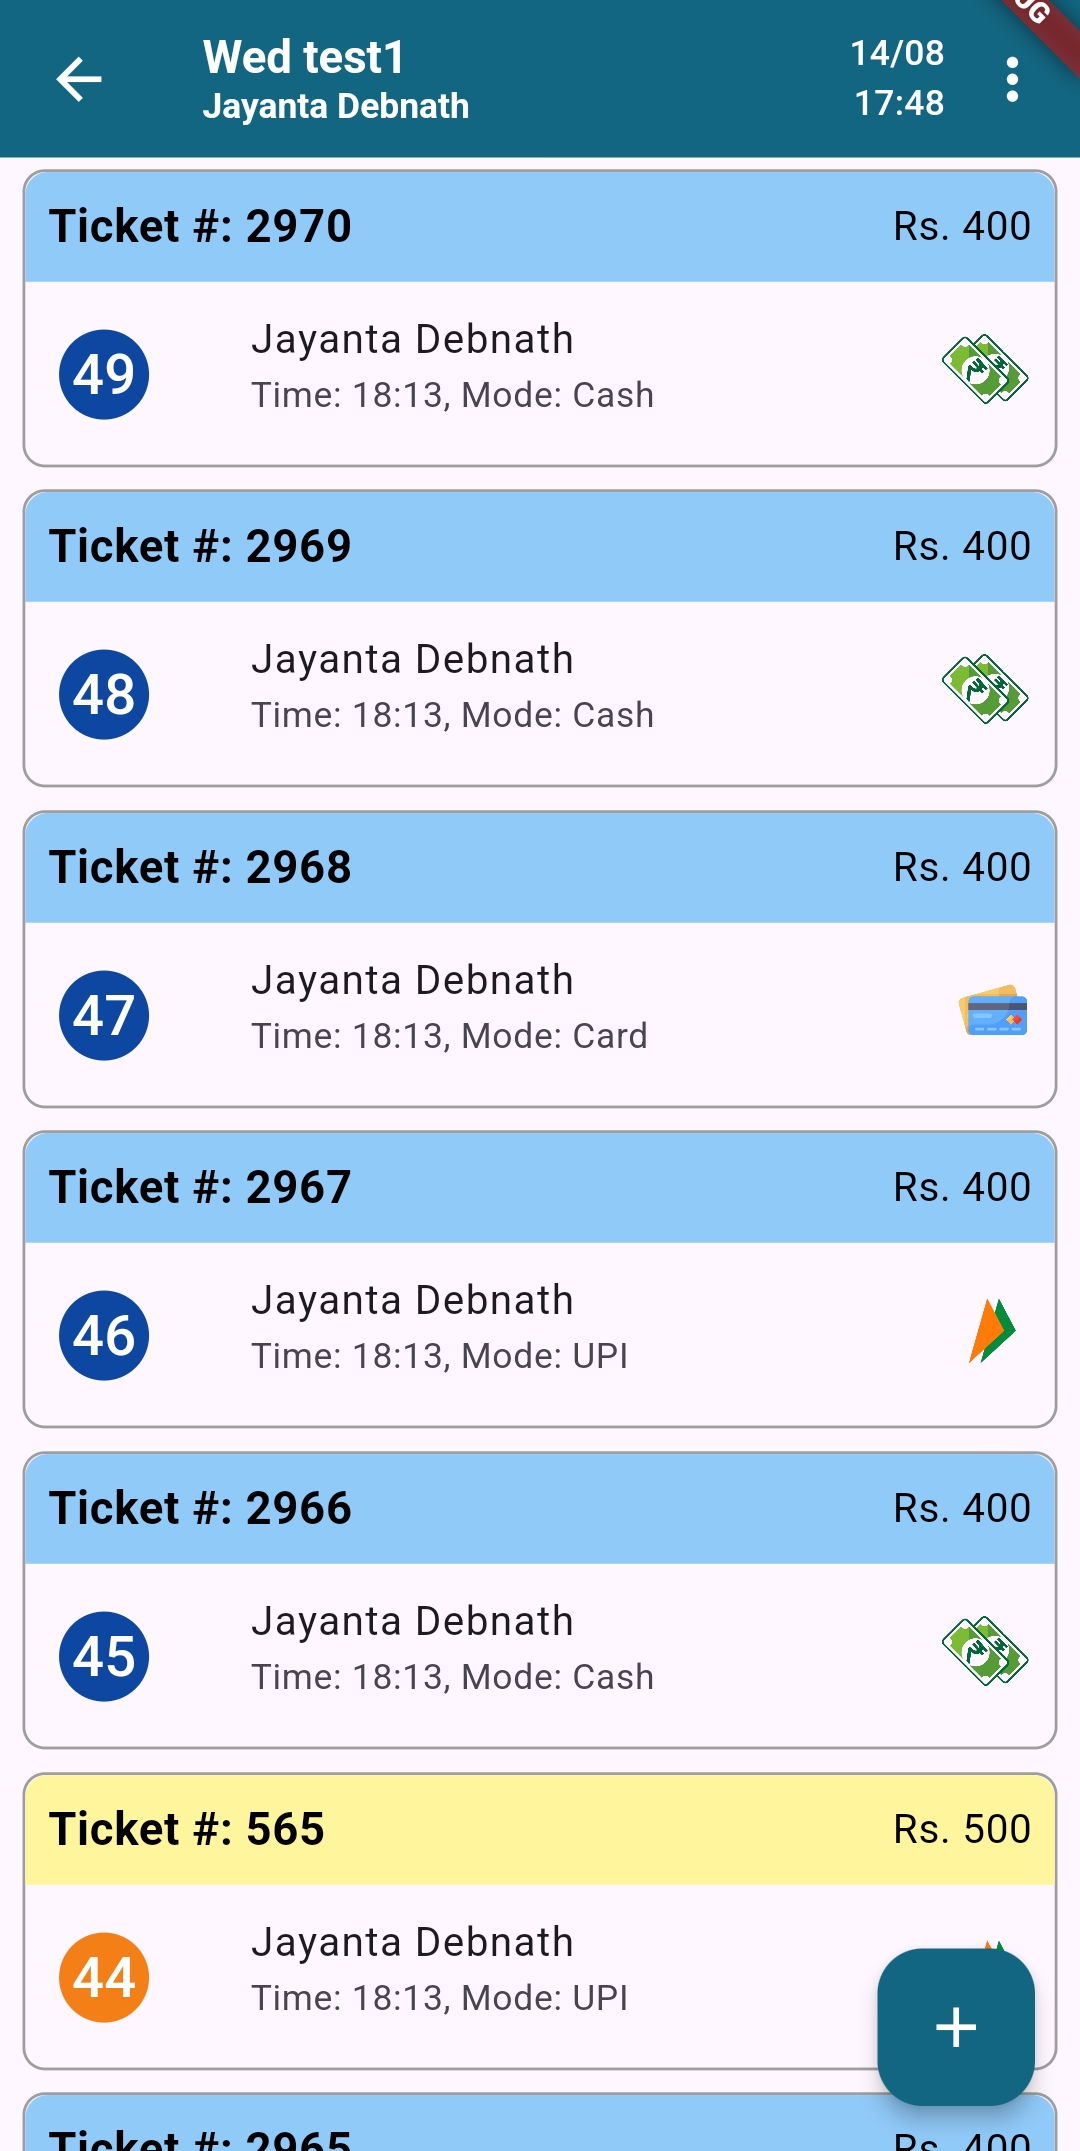 Wed test1
Jayanta Debnath
14/08
17:48
Ticket #: 2970 Rs. 400
49
Jayanta Debnath
Time: 18:13, Mode: Cash
Ticket #: 2969 Rs. 400
48
Jayanta Debnath
Time: 18:13, Mode: Cash
Ticket #: 2968 Rs. 400
47
Jayanta Debnath
Time: 18:13, Mode: Card
Ticket #: 2967 Rs. 400
46
Jayanta Debnath
Time: 18:13, Mode: UPI
Ticket #: 2966 Rs. 400
45
Jayanta Debnath
Time: 18:13, Mode: Cash
Ticket #: 565 Rs. 500
44
Jayanta Debnath
Time: 18:13, Mode: UPI
Ticket #: 2965 Rs. 400